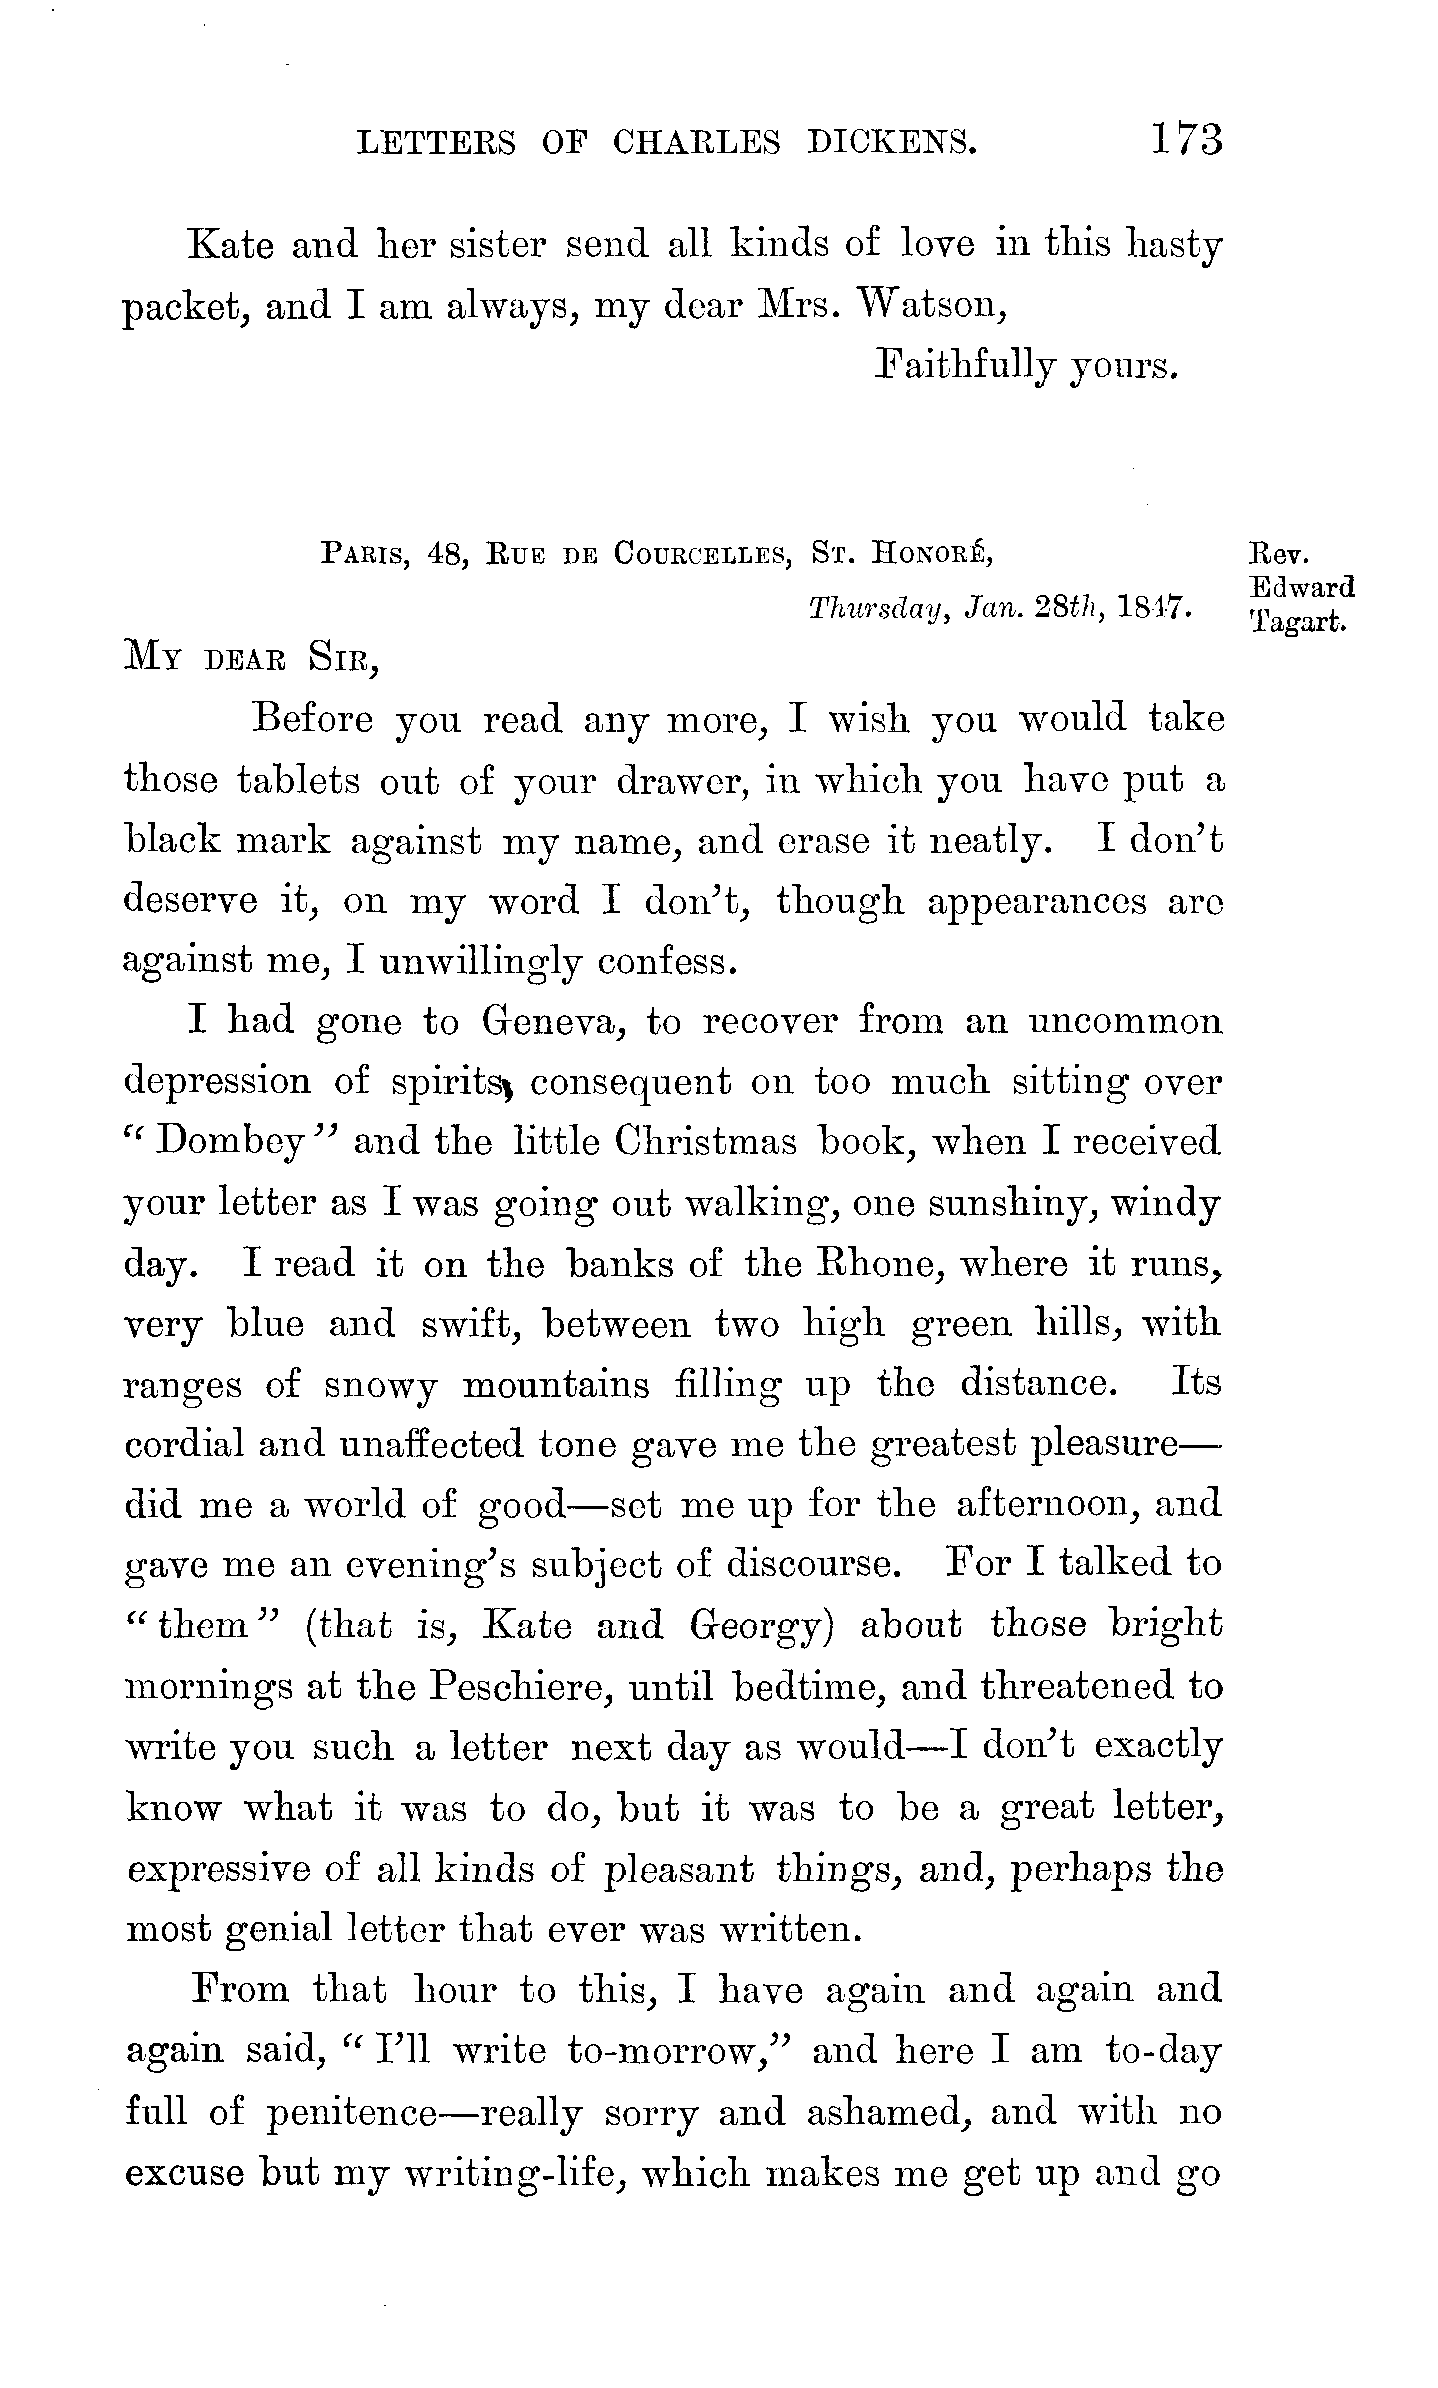 LETTERS OF CHARLES DICKENS. 173
Kate and her sister send all kinds of love in this hasty
packet, and I am always, my dear Mrs. Watson,
Faithfully yours.
PARIS, 48, RUE DE COURCELLES, ST. HONORÉ,
Thursday, Jan. 28th, 1847.
Rev.
Edward
Tagart.
MY DEAR SIR,
Before you read any more, I wish you would take
those tablets out of your drawer, in which you have put a
black mark against my name, and erase it neatly. I don't
deserve it, on my word I don't, though appearances are
against me, I unwillingly confess.
I had gone to Geneva, to recover from an uncommon
depression of spirits, consequent on too much sitting over
"Dombey" and the little Christmas book, when I received
your letter as I was going out walking, one sunshiny, windy
day. I read it on the banks of the Rhone, where it runs,
very blue and swift, between two high green hills, with
ranges of snowy mountains filling up the distance. Its
cordial and unaffected tone gave me the greatest pleasure—
did me a world of good—set me up for the afternoon, and
gave me an evening's subject of discourse. For I talked to
"them" (that is, Kate and Georgy) about those bright
mornings at the Peschiere, until bedtime, and threatened to
write you such a letter next day as would—I don't exactly
know what it was to do, but it was to be a great letter,
expressive of all kinds of pleasant things, and, perhaps the
most genial letter that ever was written.
From that hour to this, I have again and again and
again said, "I'll write to-morrow," and here I am to-day
full of penitence—really sorry and ashamed, and with no
excuse but my writing-life, which makes me get up and go